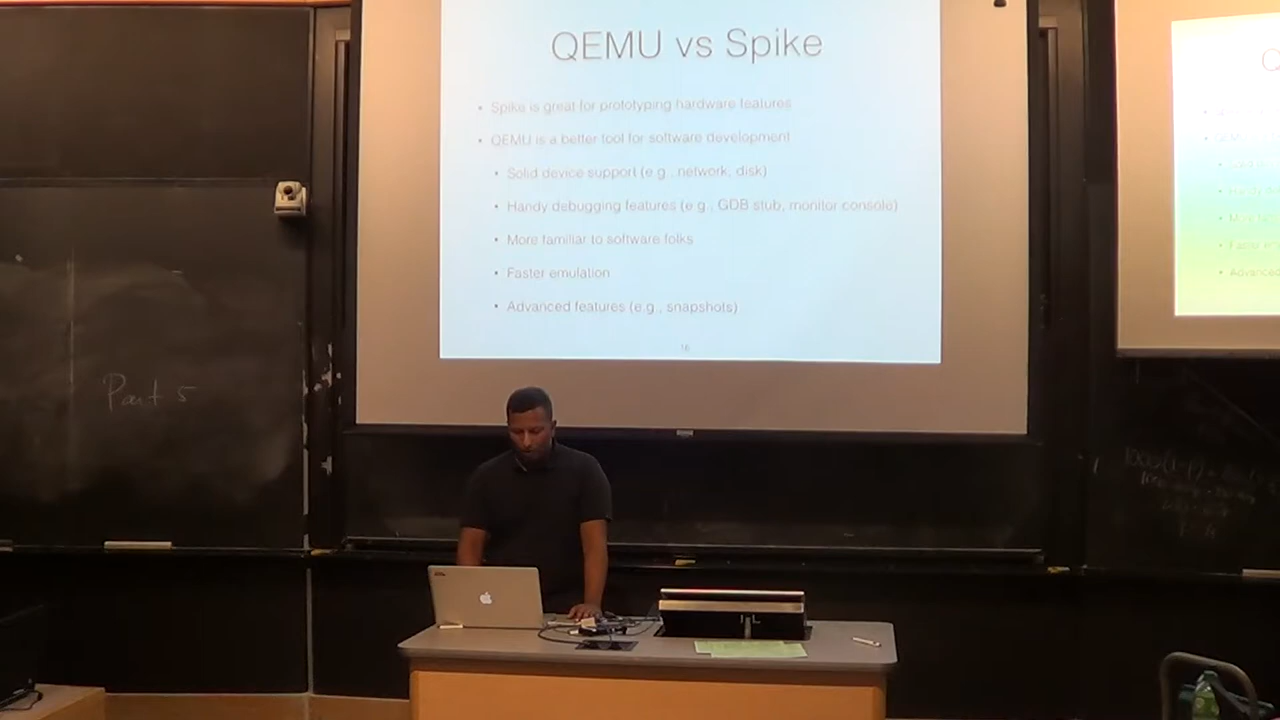 QEMU vs Spike
• Spike is great for prototyping hardware features
• QEMU is a better tool for software development
• Solid device support (e.g., network, disk)
• Handy debugging features (e.g., GDB stub, monitor console)
• More familiar to software folks
• Faster emulation
• Advanced features (e.g., snapshots)
16
Part 5